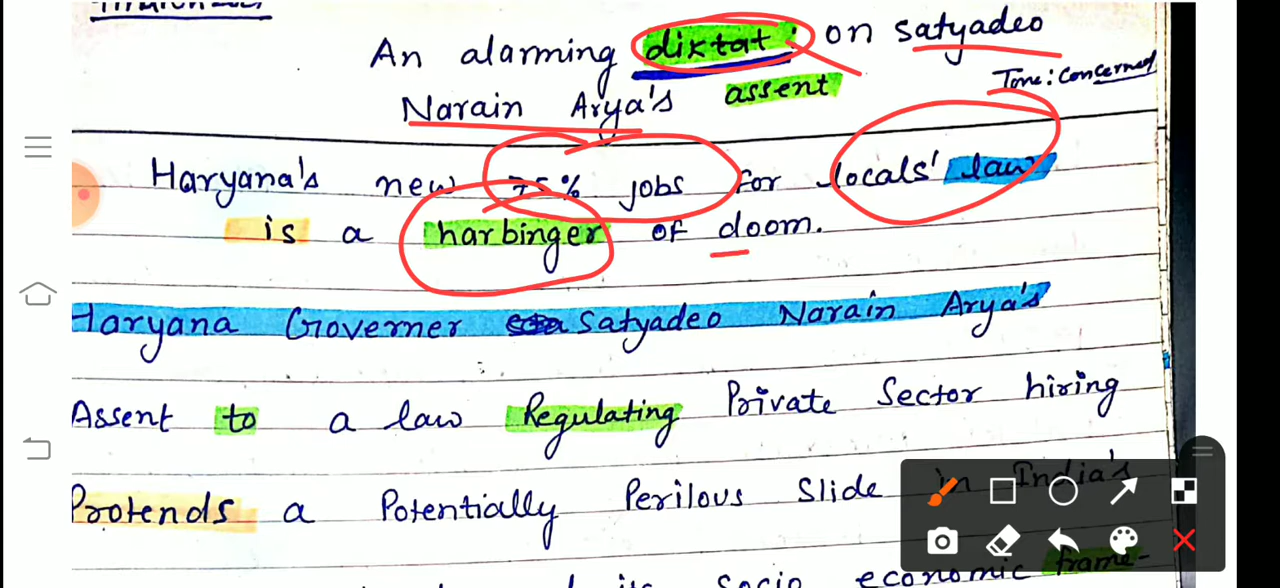 An alarming diktat : on satyadeo
Narain Arya's assent
Tone: Concerned
Haryana's new 75% jobs for locals' law
is a harbinger of doom.
Haryana Governer Satyadeo Narain Arya's
Assent to a law Regulating Private Sector hiring
Protends a Potentially Perilous Slide in India's
socio economic frame-